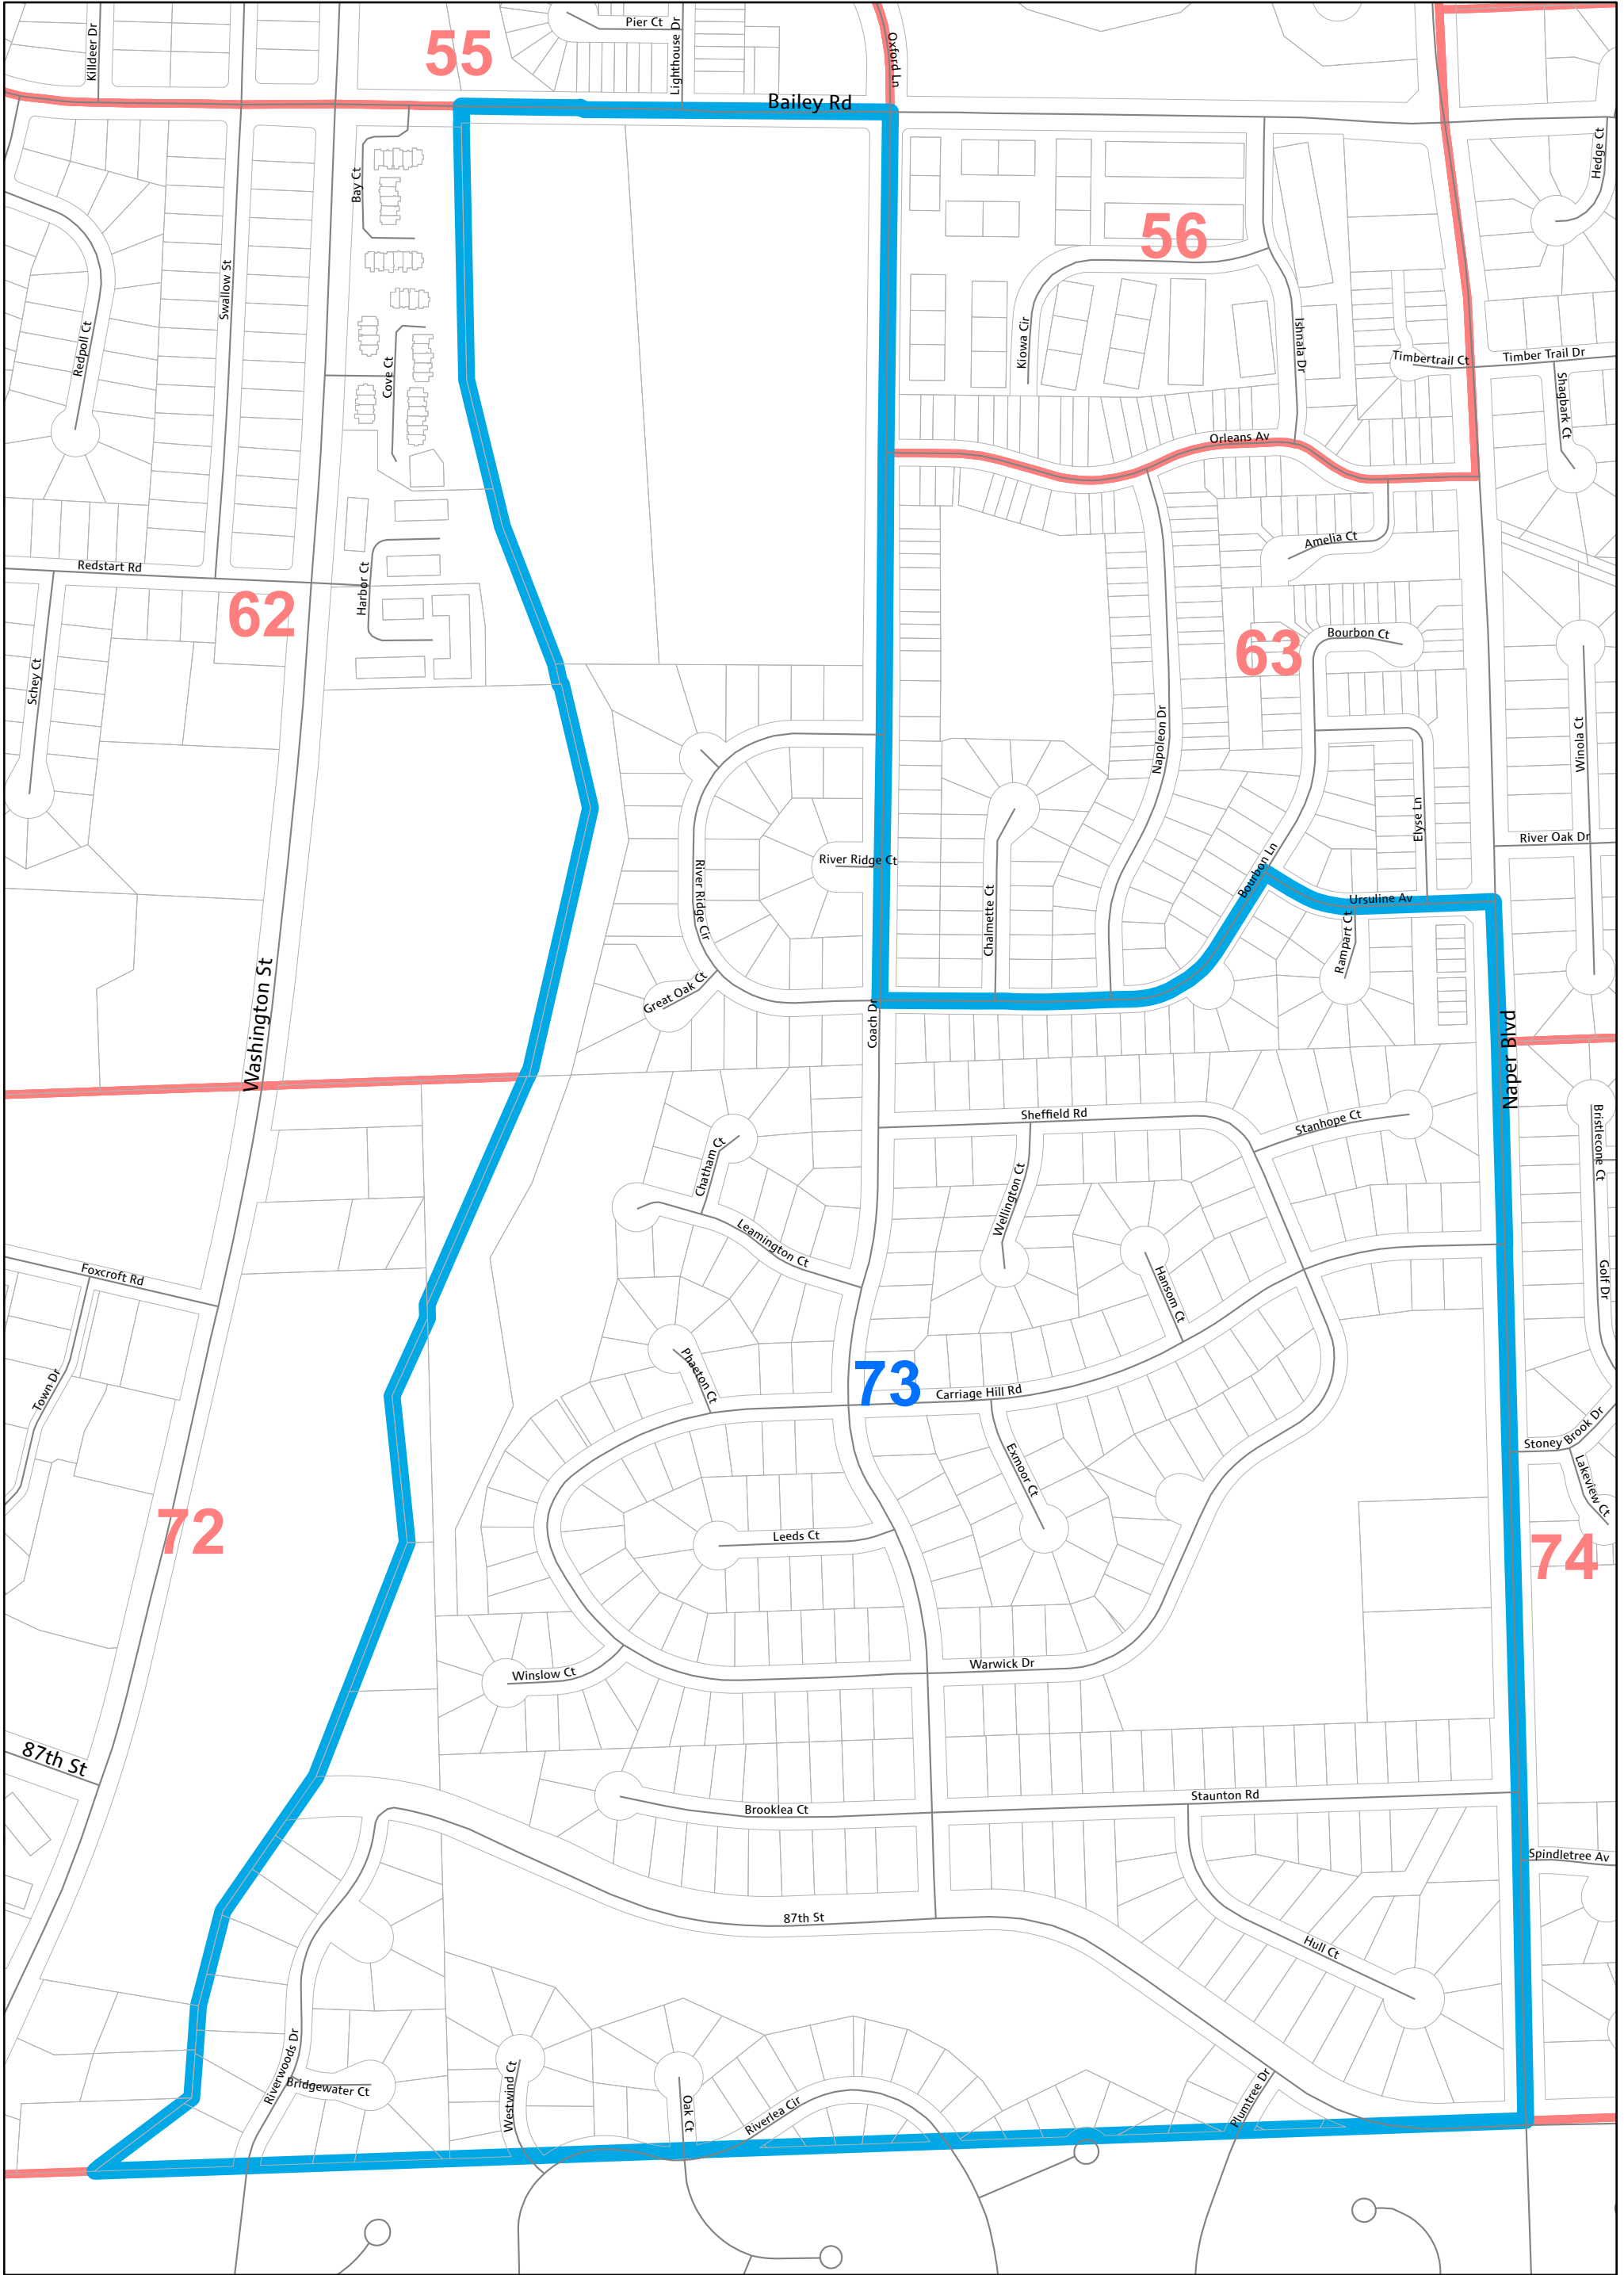 Killdeer Dr
55
Pier Ct
Lighthouse Dr
Oxford Ln
Bailey Rd
Hedge Ct
Bay Ct
56
Swallow St
Redpoll Ct
Cove Ct
Kiowa Cir
Ishnala Dr
Timbertrail Ct
Timber Trail Dr
Shagbark Ct
Orleans Av
Amelia Ct
Redstart Rd
Harbor Ct
62
63
Bourbon Ct
Schey Ct
Napoleon Dr
Winola Ct
Elyse Ln
River Oak Dr
River Ridge Ct
River Ridge Cir
Bourbon Ln
Ursuline Av
Chalmette Ct
Rampart Ct
Great Oak Ct
Coach Dr
Washington St
Naper Blvd
Sheffield Rd
Stanhope Ct
Bristlecone Ct
Chatham Ct
Wellington Ct
Leamington Ct
Foxcroft Rd
Hansom Ct
Golf Dr
Town Dr
Phaeton Ct
73
Carriage Hill Rd
Stoney Brook Dr
Exmoor Ct
Lakeview Ct
72
Leeds Ct
74
Warwick Dr
Winslow Ct
87th St
Staunton Rd
Brooklea Ct
Spindletree Av
87th St
Hull Ct
Riverwoods Dr
Bridgewater Ct
Westwind Ct
Oak Ct
Riverlea Cir
Plumtree Dr